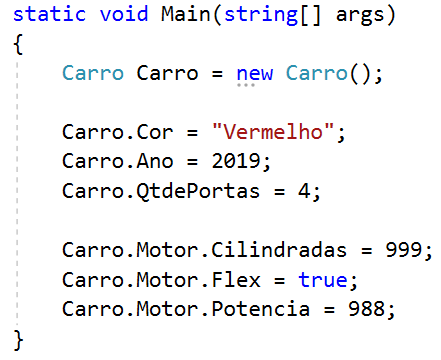 static void Main(string[] args)
{
Carro Carro = new Carro();
Carro.Cor = "Vermelho";
Carro.Ano = 2019;
Carro.QtdePortas = 4;
Carro.Motor.Cilindradas = 999;
Carro.Motor.Flex = true;
Carro.Motor.Potencia = 988;
}